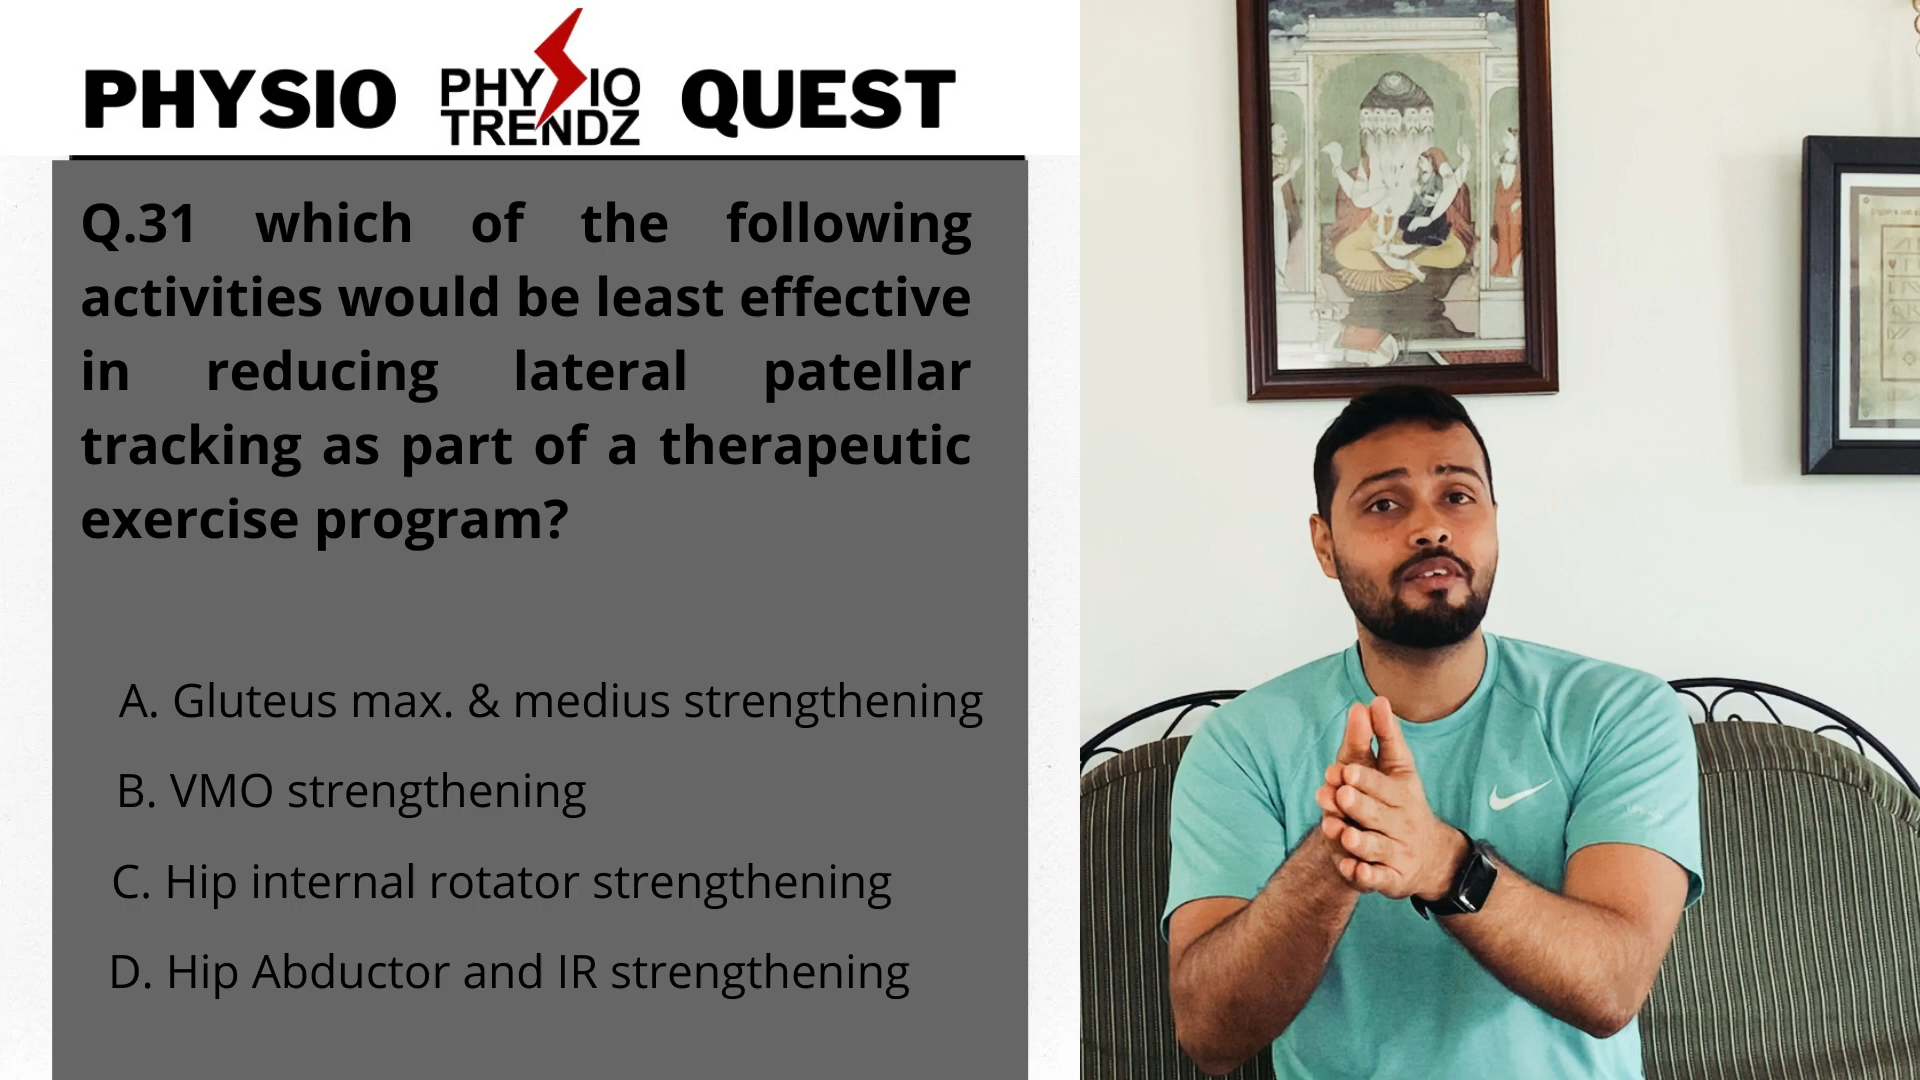 PHYSIO PHYSIO TRENDZ QUEST
Q.31 which of the following
activities would be least effective
in reducing lateral patellar
tracking as part of a therapeutic
exercise program?
A. Gluteus max. & medius strengthening
B. VMO strengthening
C. Hip internal rotator strengthening
D. Hip Abductor and IR strengthening